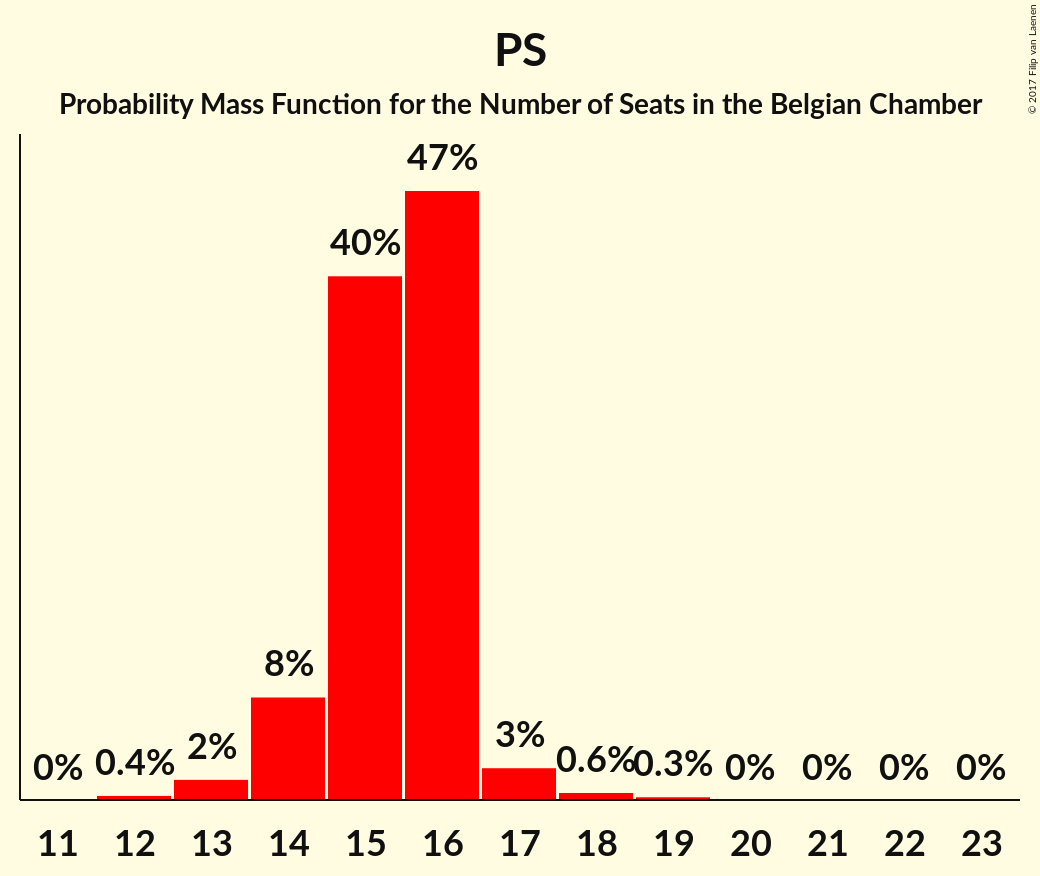 PS
Probability Mass Function for the Number of Seats in the Belgian Chamber
© 2017 Filip van Laenen
47%
40%
8%
3%
2%
0% 0.4% 0.6% 0.3% 0% 0% 0% 0%
11 12 13 14 15 16 17 18 19 20 21 22 23